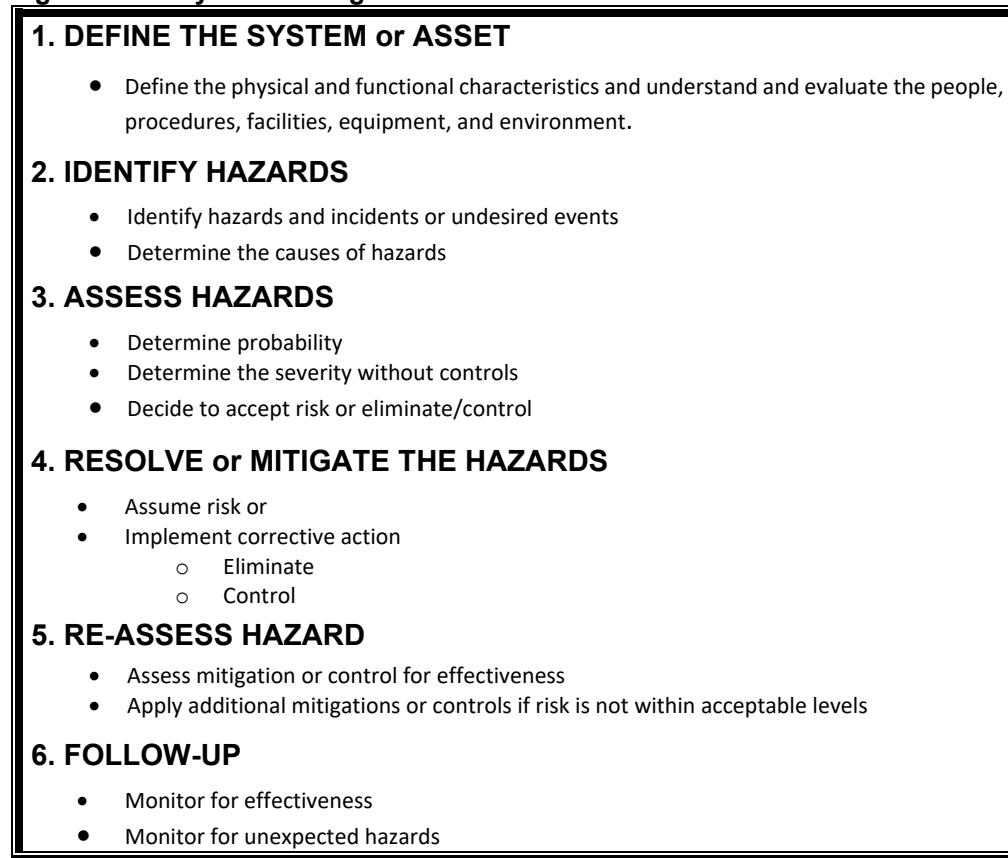 1. DEFINE THE SYSTEM or ASSET
• Define the physical and functional characteristics and understand and evaluate the people,
procedures, facilities, equipment, and environment.
2. IDENTIFY HAZARDS
• Identify hazards and incidents or undesired events
• Determine the causes of hazards
3. ASSESS HAZARDS
• Determine probability
• Determine the severity without controls
• Decide to accept risk or eliminate/control
4. RESOLVE or MITIGATE THE HAZARDS
• Assume risk or
• Implement corrective action
o Eliminate
o Control
5. RE-ASSESS HAZARD
• Assess mitigation or control for effectiveness
• Apply additional mitigations or controls if risk is not within acceptable levels
6. FOLLOW-UP
• Monitor for effectiveness
• Monitor for unexpected hazards